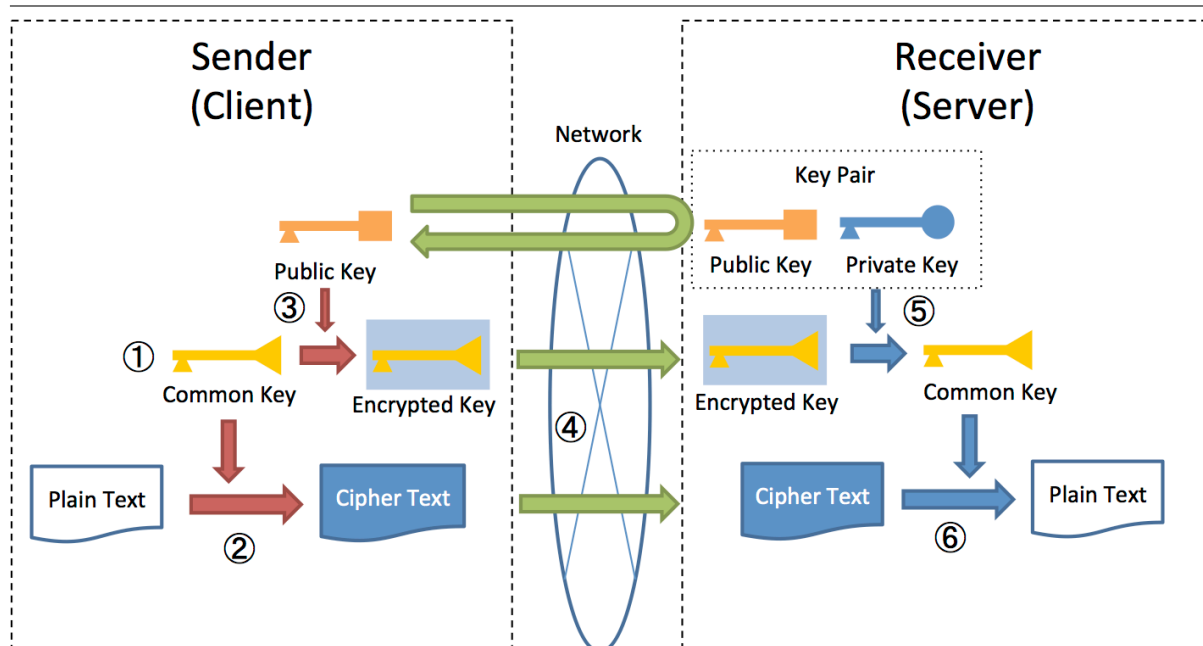 Sender
(Client)
Receiver
(Server)
Network
Key Pair
Public Key
Public Key
Private Key
③
⑤
①
Common Key
Encrypted Key
Encrypted Key
Common Key
④
Plain Text
Cipher Text
Cipher Text
Plain Text
②
⑥